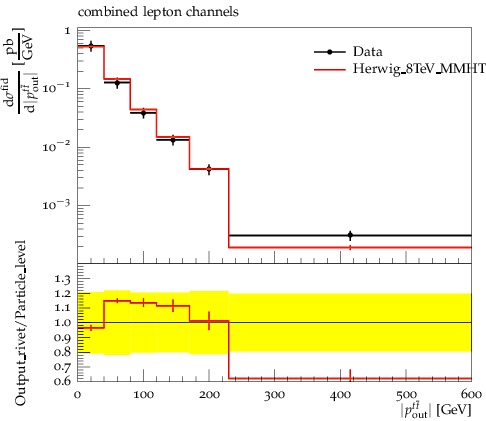 combined lepton channels
dσ^fid / d|p_out^tt̄| [pb / GeV]
1
10⁻¹
10⁻²
10⁻³
Data
Herwig_8TeV_MMHT
Output_rivet/Particle_level
1.3
1.2
1.1
1.0
0.9
0.8
0.7
0.6
0 100 200 300 400 500 600
|p_out^tt̄| [GeV]